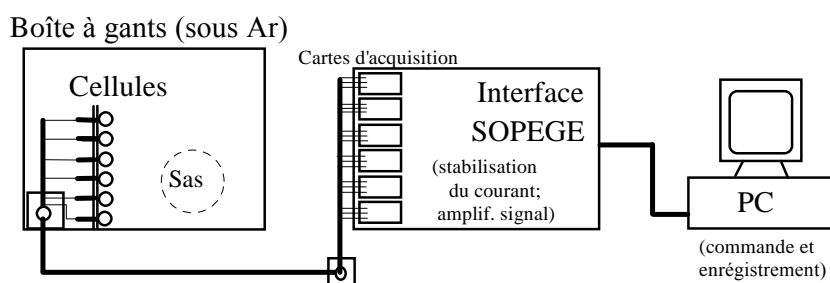 Boîte à gants (sous Ar)
Cellules
Sas
Cartes d'acquisition
Interface
SOPEGE
(stabilisation
du courant;
amplif. signal)
PC
(commande et
enrégistrement)